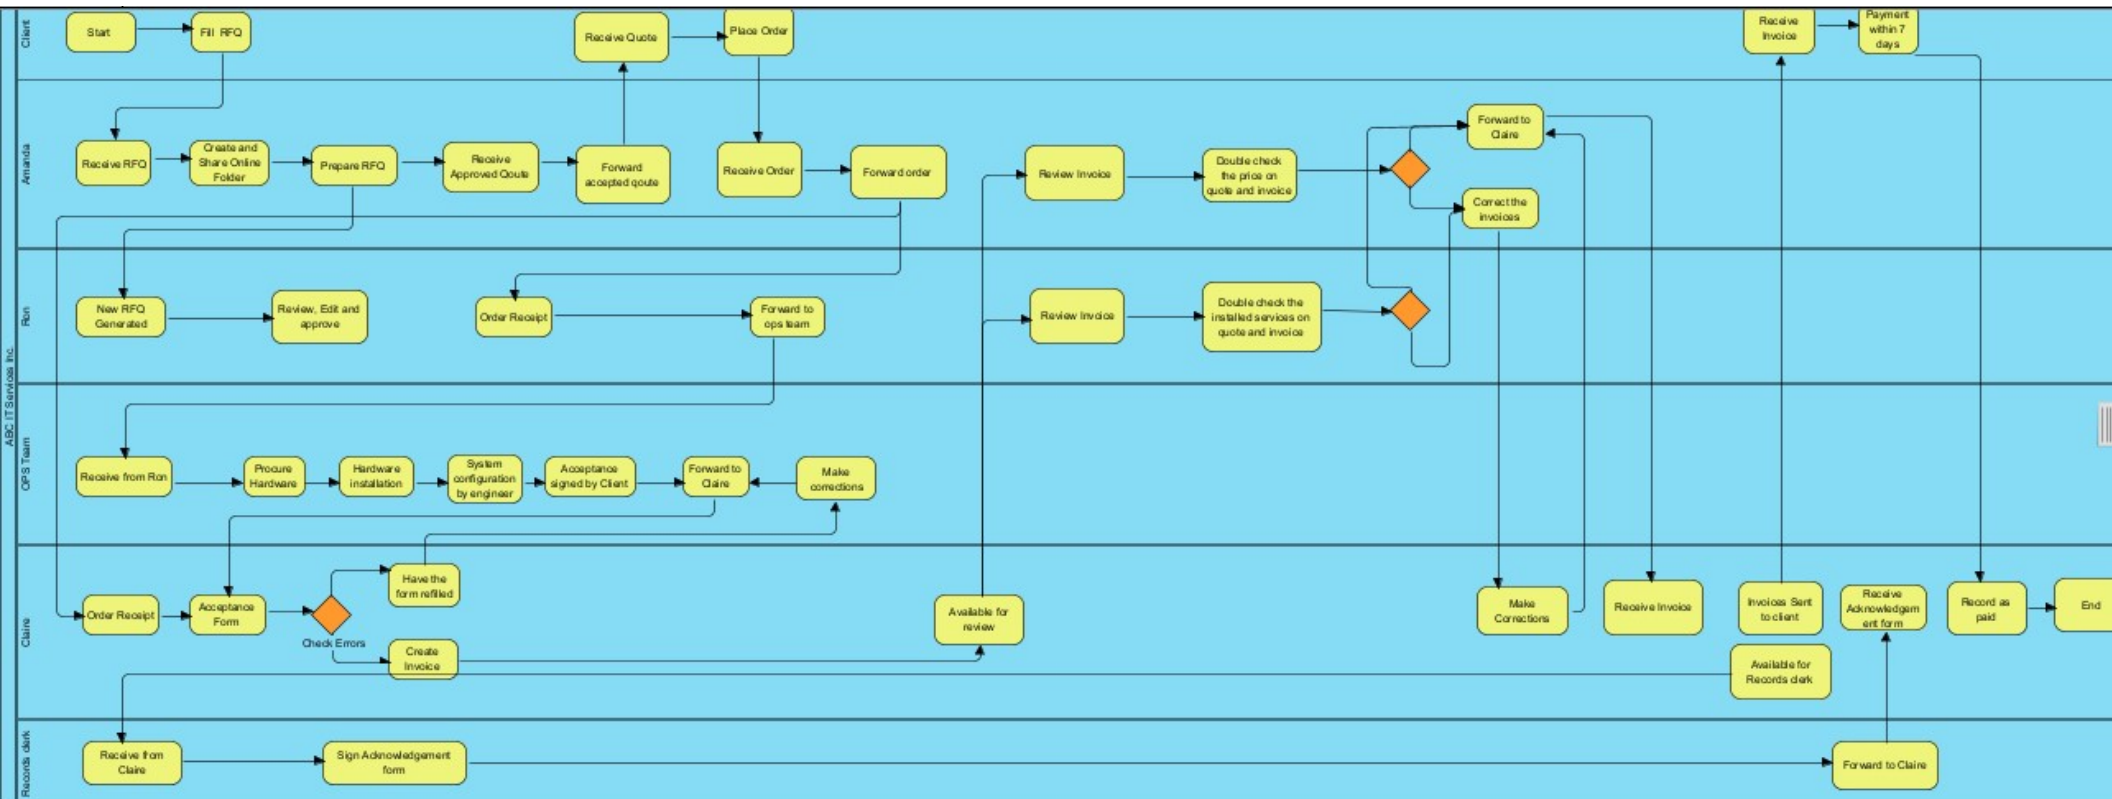 ABC IT Services Inc.
Client
Start
Fill RFQ
Receive Quote
Place Order
Receive
Invoice
Payment
within 7
days
Amanda
Receive RFQ
Create and
Share Online
Folder
Prepare RFQ
Receive
Approved Qoute
Forward
accepted qoute
Receive Order
Forward order
Review Invoice
Double check
the price on
quote and invoice
Forward to
Claire
Correct the
invoices
Ron
New RFQ
Generated
Review, Edit and
approve
Order Receipt
Forward to
ops team
Review Invoice
Double check the
installed services on
quote and invoice
OPS Team
Receive from Ron
Procure
Hardware
Hardware
installation
System
configuration
by engineer
Acceptance
signed by Client
Forward to
Claire
Make
corrections
Claire
Order Receipt
Acceptance
Form
Check Errors
Have the
form refilled
Create
Invoice
Available for
review
Make
Corrections
Receive Invoice
Invoices Sent
to client
Receive
Acknowledgem
ent form
Record as
paid
End
Available for
Records clerk
Records clerk
Receive from
Claire
Sign Acknowledgement
form
Forward to Claire